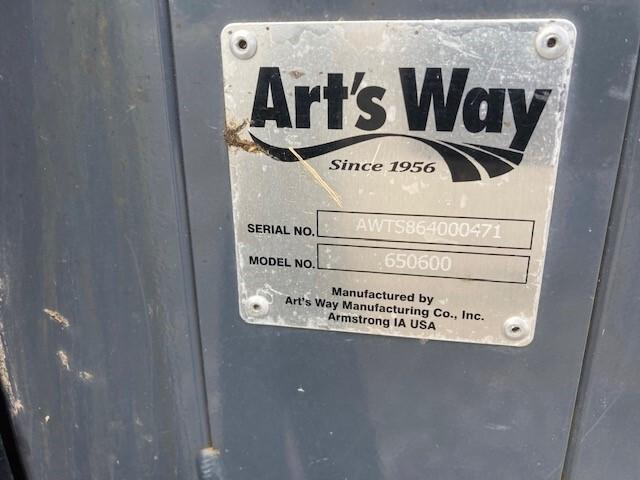 Art's Way
Since 1956
SERIAL NO. AWTS864000471
MODEL NO. 650600
Manufactured by
Art's Way Manufacturing Co., Inc.
Armstrong IA USA